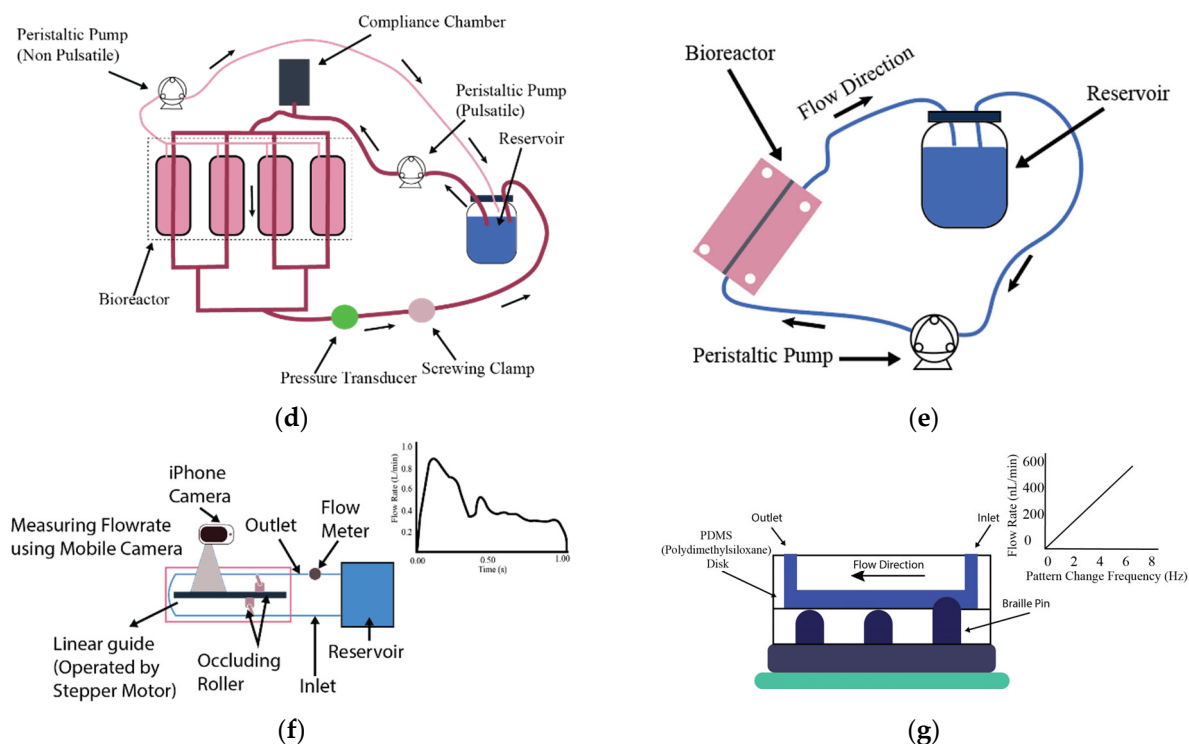 Compliance Chamber
Peristaltic Pump
(Non Pulsatile)
Peristaltic Pump
(Pulsatile)
Reservoir
Bioreactor
Pressure Transducer
Screwing Clamp
(d)
Bioreactor
Flow Direction
Reservoir
Peristaltic Pump
(e)
iPhone
Camera
Measuring Flowrate
using Mobile Camera
Outlet
Flow
Meter
Linear guide
(Operated by
Stepper Motor)
Occluding
Roller
Inlet
Reservoir
Flow Rate (L/min)
1.0
0.8
0.6
0.4
0.2
0.00
0.50
1.00
Time (s)
(f)
Outlet
Inlet
PDMS
(Polydimethylsiloxane)
Disk
Flow Direction
Braille Pin
Flow Rate (nL/min)
600
400
200
0
0 2 4 6 8
Pattern Change Frequency (Hz)
(g)